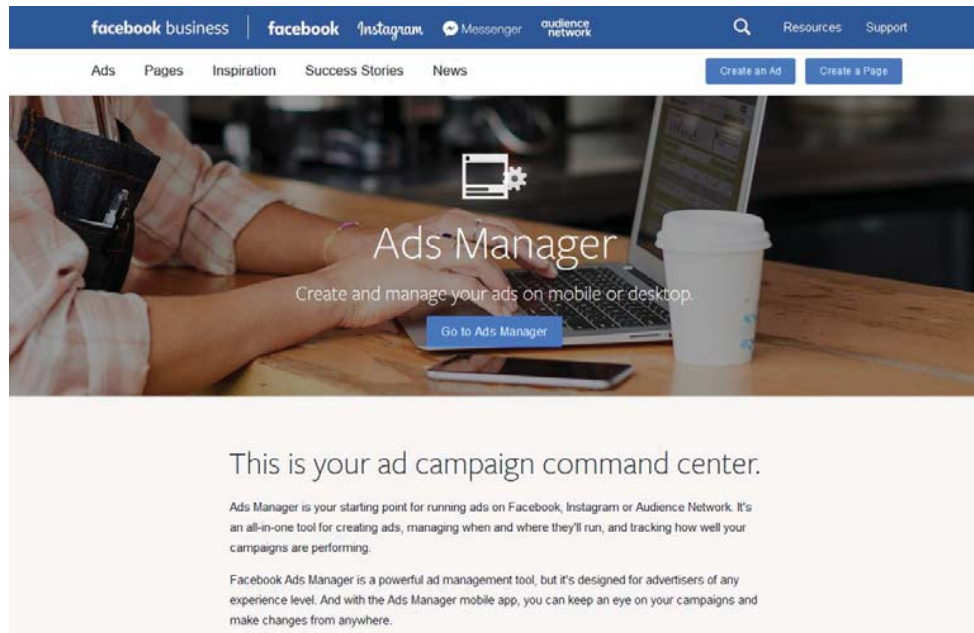 facebook business facebook Instagram Messenger audience network Resources Support
Ads Pages Inspiration Success Stories News Create an Ad Create a Page
Ads Manager
Create and manage your ads on mobile or desktop.
Go to Ads Manager
This is your ad campaign command center.
Ads Manager is your starting point for running ads on Facebook, Instagram or Audience Network. It's
an all-in-one tool for creating ads, managing when and where they'll run, and tracking how well your
campaigns are performing.
Facebook Ads Manager is a powerful ad management tool, but it's designed for advertisers of any
experience level. And with the Ads Manager mobile app, you can keep an eye on your campaigns and
make changes from anywhere.